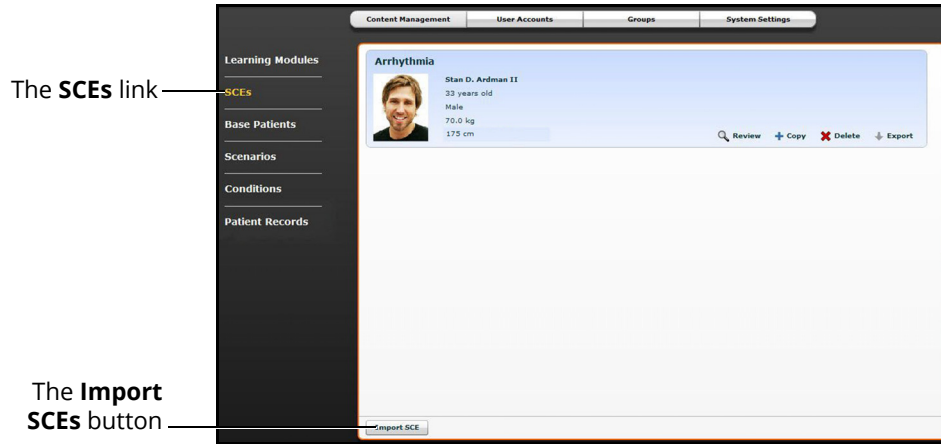 Content Management User Accounts Groups System Settings
Learning Modules
The SCEs link
SCEs
Base Patients
Scenarios
Conditions
Patient Records
Arrhythmia
Stan D. Ardman II
33 years old
Male
70.0 kg
175 cm
Review Copy Delete Export
The Import
SCEs button
Import SCE